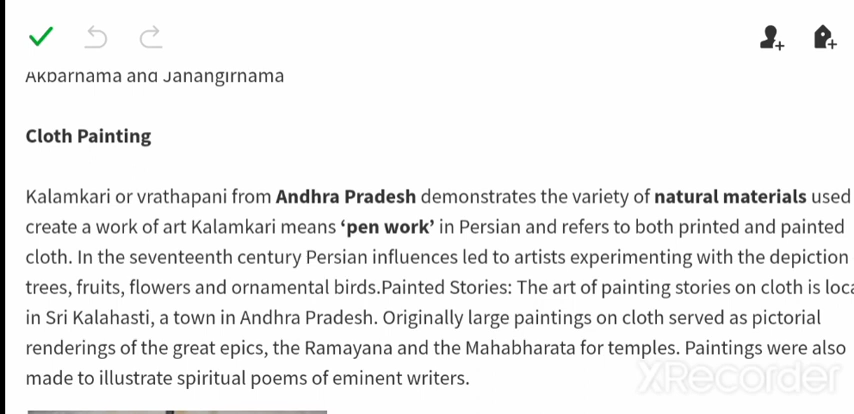 Akbarnama and Jahangirnama
Cloth Painting
Kalamkari or vrathapani from Andhra Pradesh demonstrates the variety of natural materials used
create a work of art Kalamkari means ‘pen work’ in Persian and refers to both printed and painted
cloth. In the seventeenth century Persian influences led to artists experimenting with the depiction
trees, fruits, flowers and ornamental birds.Painted Stories: The art of painting stories on cloth is loca
in Sri Kalahasti, a town in Andhra Pradesh. Originally large paintings on cloth served as pictorial
renderings of the great epics, the Ramayana and the Mahabharata for temples. Paintings were also
made to illustrate spiritual poems of eminent writers.
XRecorder